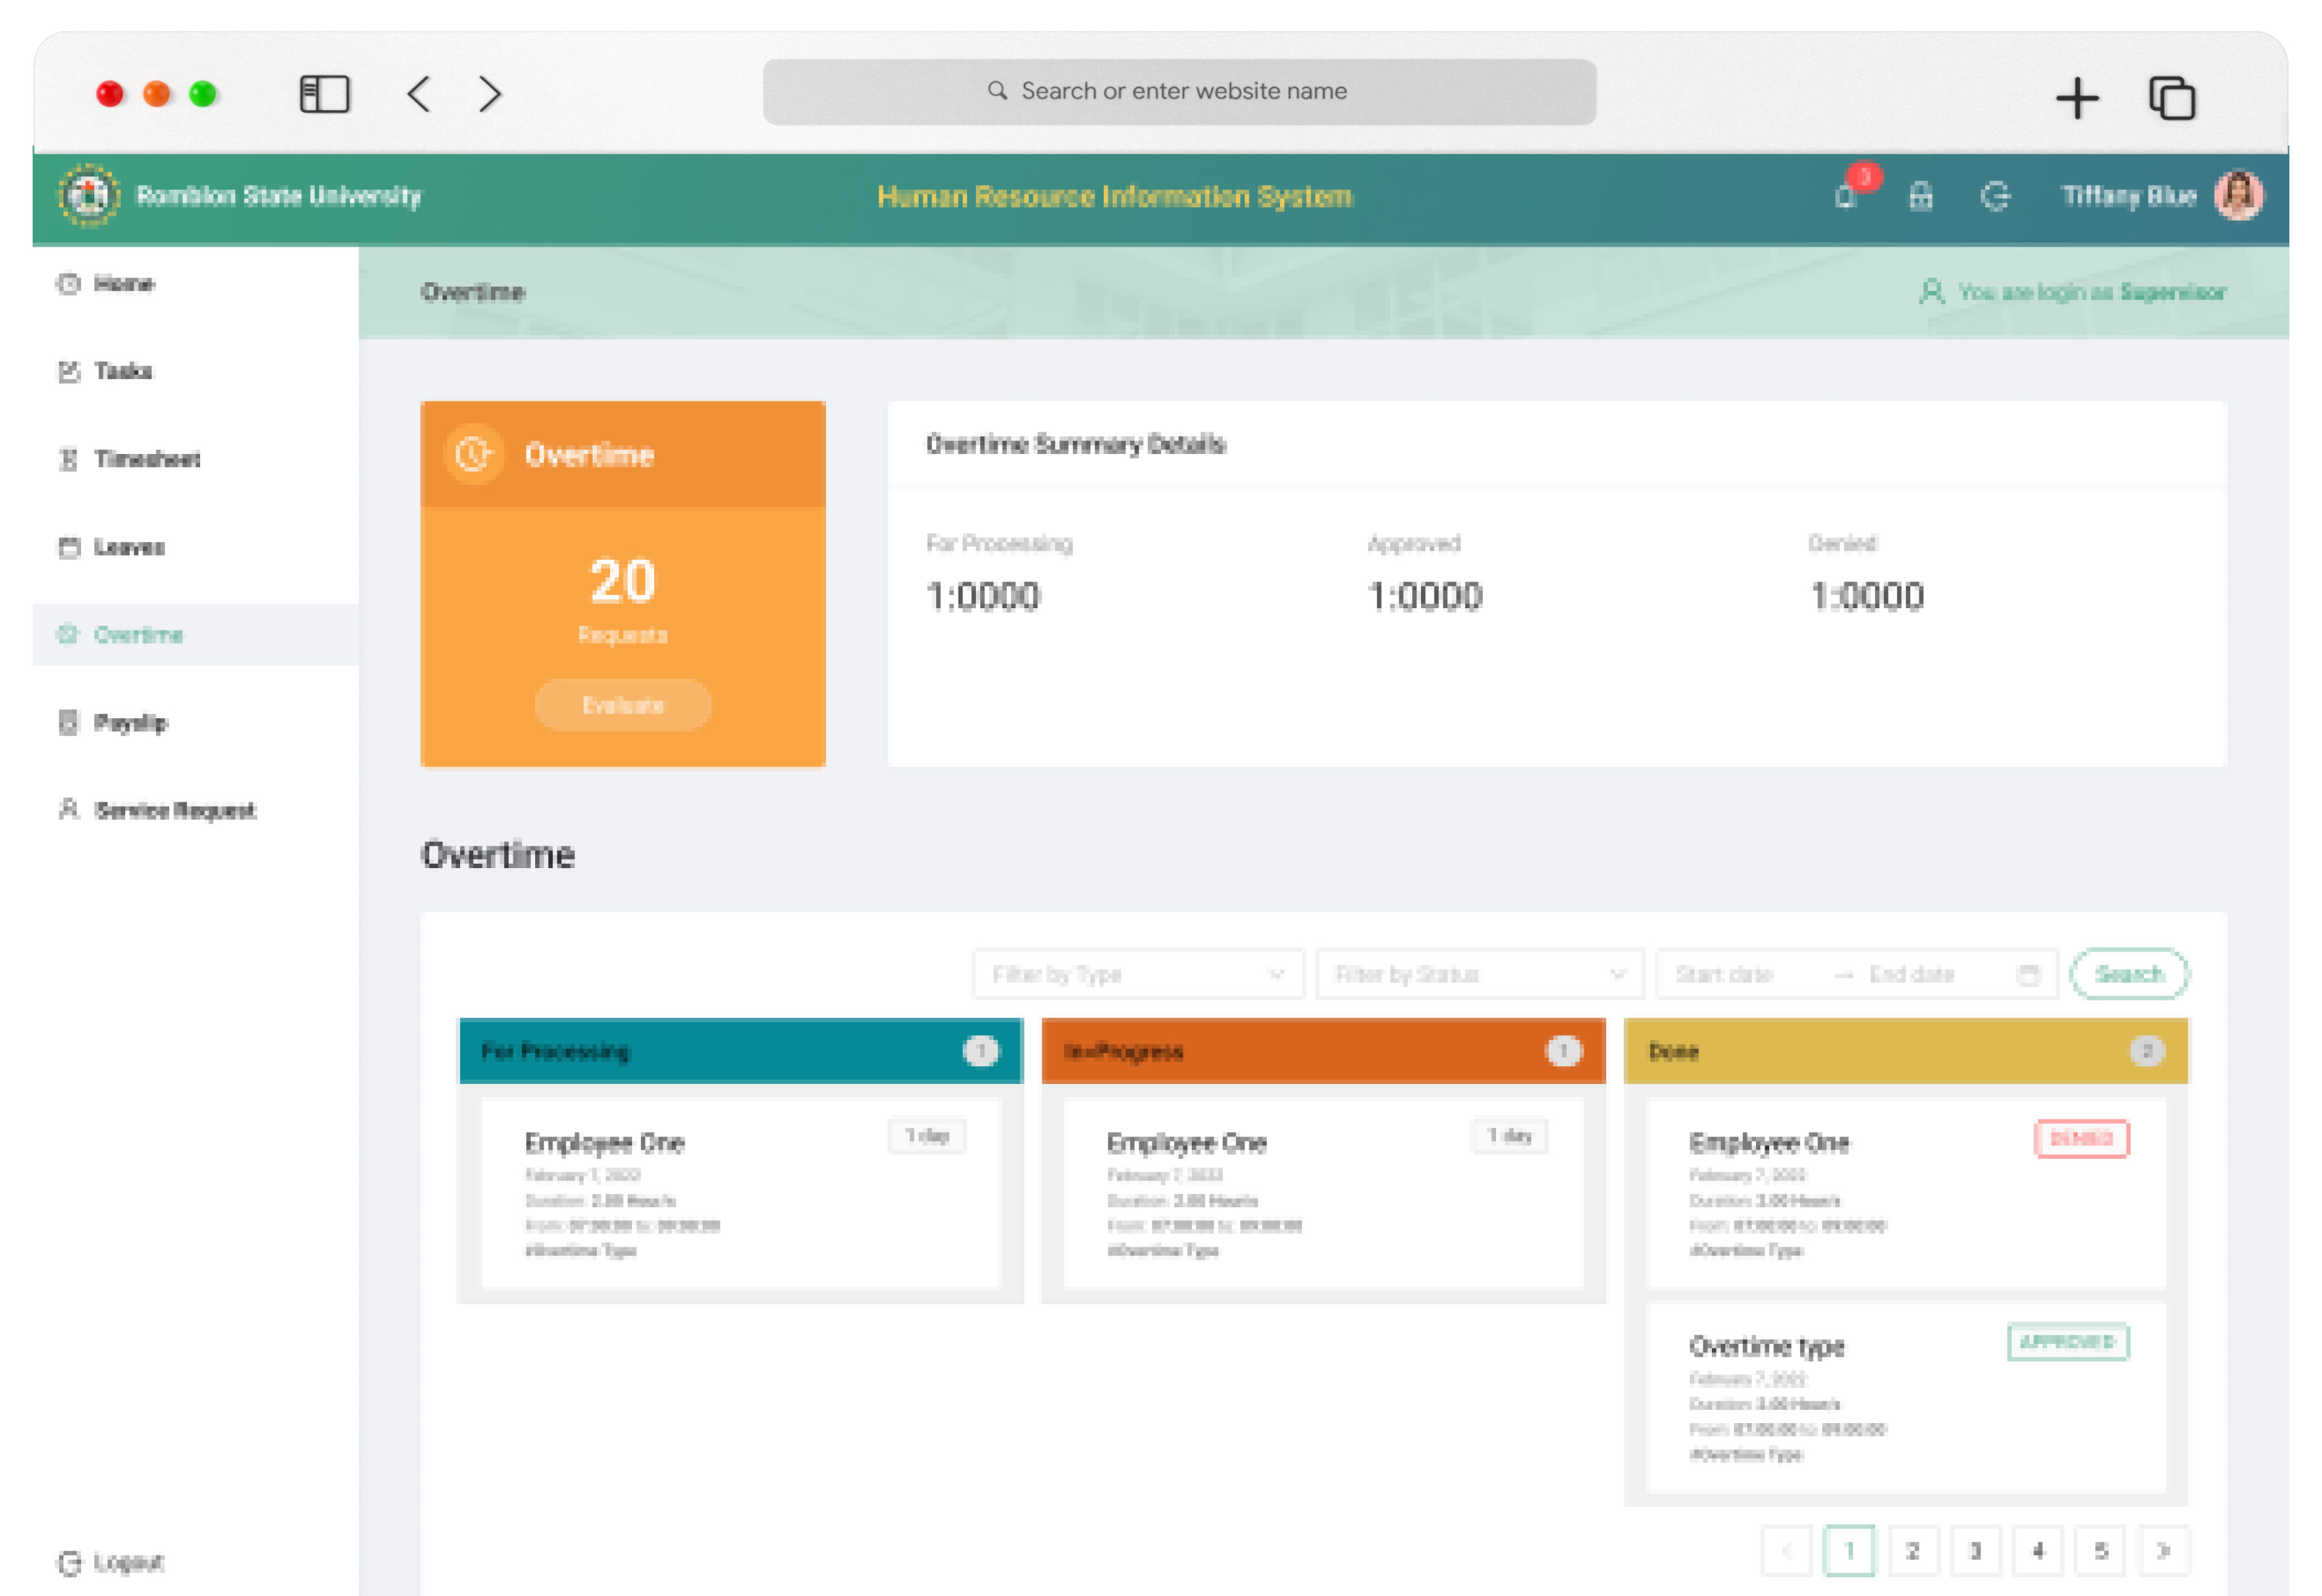 Search or enter website name
Romblon State University
Human Resource Information System
Tiffany Blue
Home
Tasks
Timesheet
Leaves
Overtime
Payslip
Service Request
Logout
Overtime
You are login as Supervisor
Overtime
20
Requests
Evaluate
Overtime Summary Details
For Processing
1:0000
Approved
1:0000
Denied
1:0000
Overtime
Filter by Type
Filter by Status
Start date → End date
Search
For Processing 1
Employee One
1 day
February 7, 2022
Duration: 2.00 Hour/s
From: 07:00:00 to: 09:00:00
#Overtime Type
In-Progress 1
Employee One
1 day
February 7, 2022
Duration: 2.00 Hour/s
From: 07:00:00 to: 09:00:00
#Overtime Type
Done 2
Employee One
DENIED
February 7, 2022
Duration: 2.00 Hour/s
From: 07:00:00 to: 09:00:00
#Overtime Type
Overtime type
APPROVED
February 7, 2022
Duration: 2.00 Hour/s
From: 07:00:00 to: 09:00:00
#Overtime Type
< 1 2 3 4 5 >